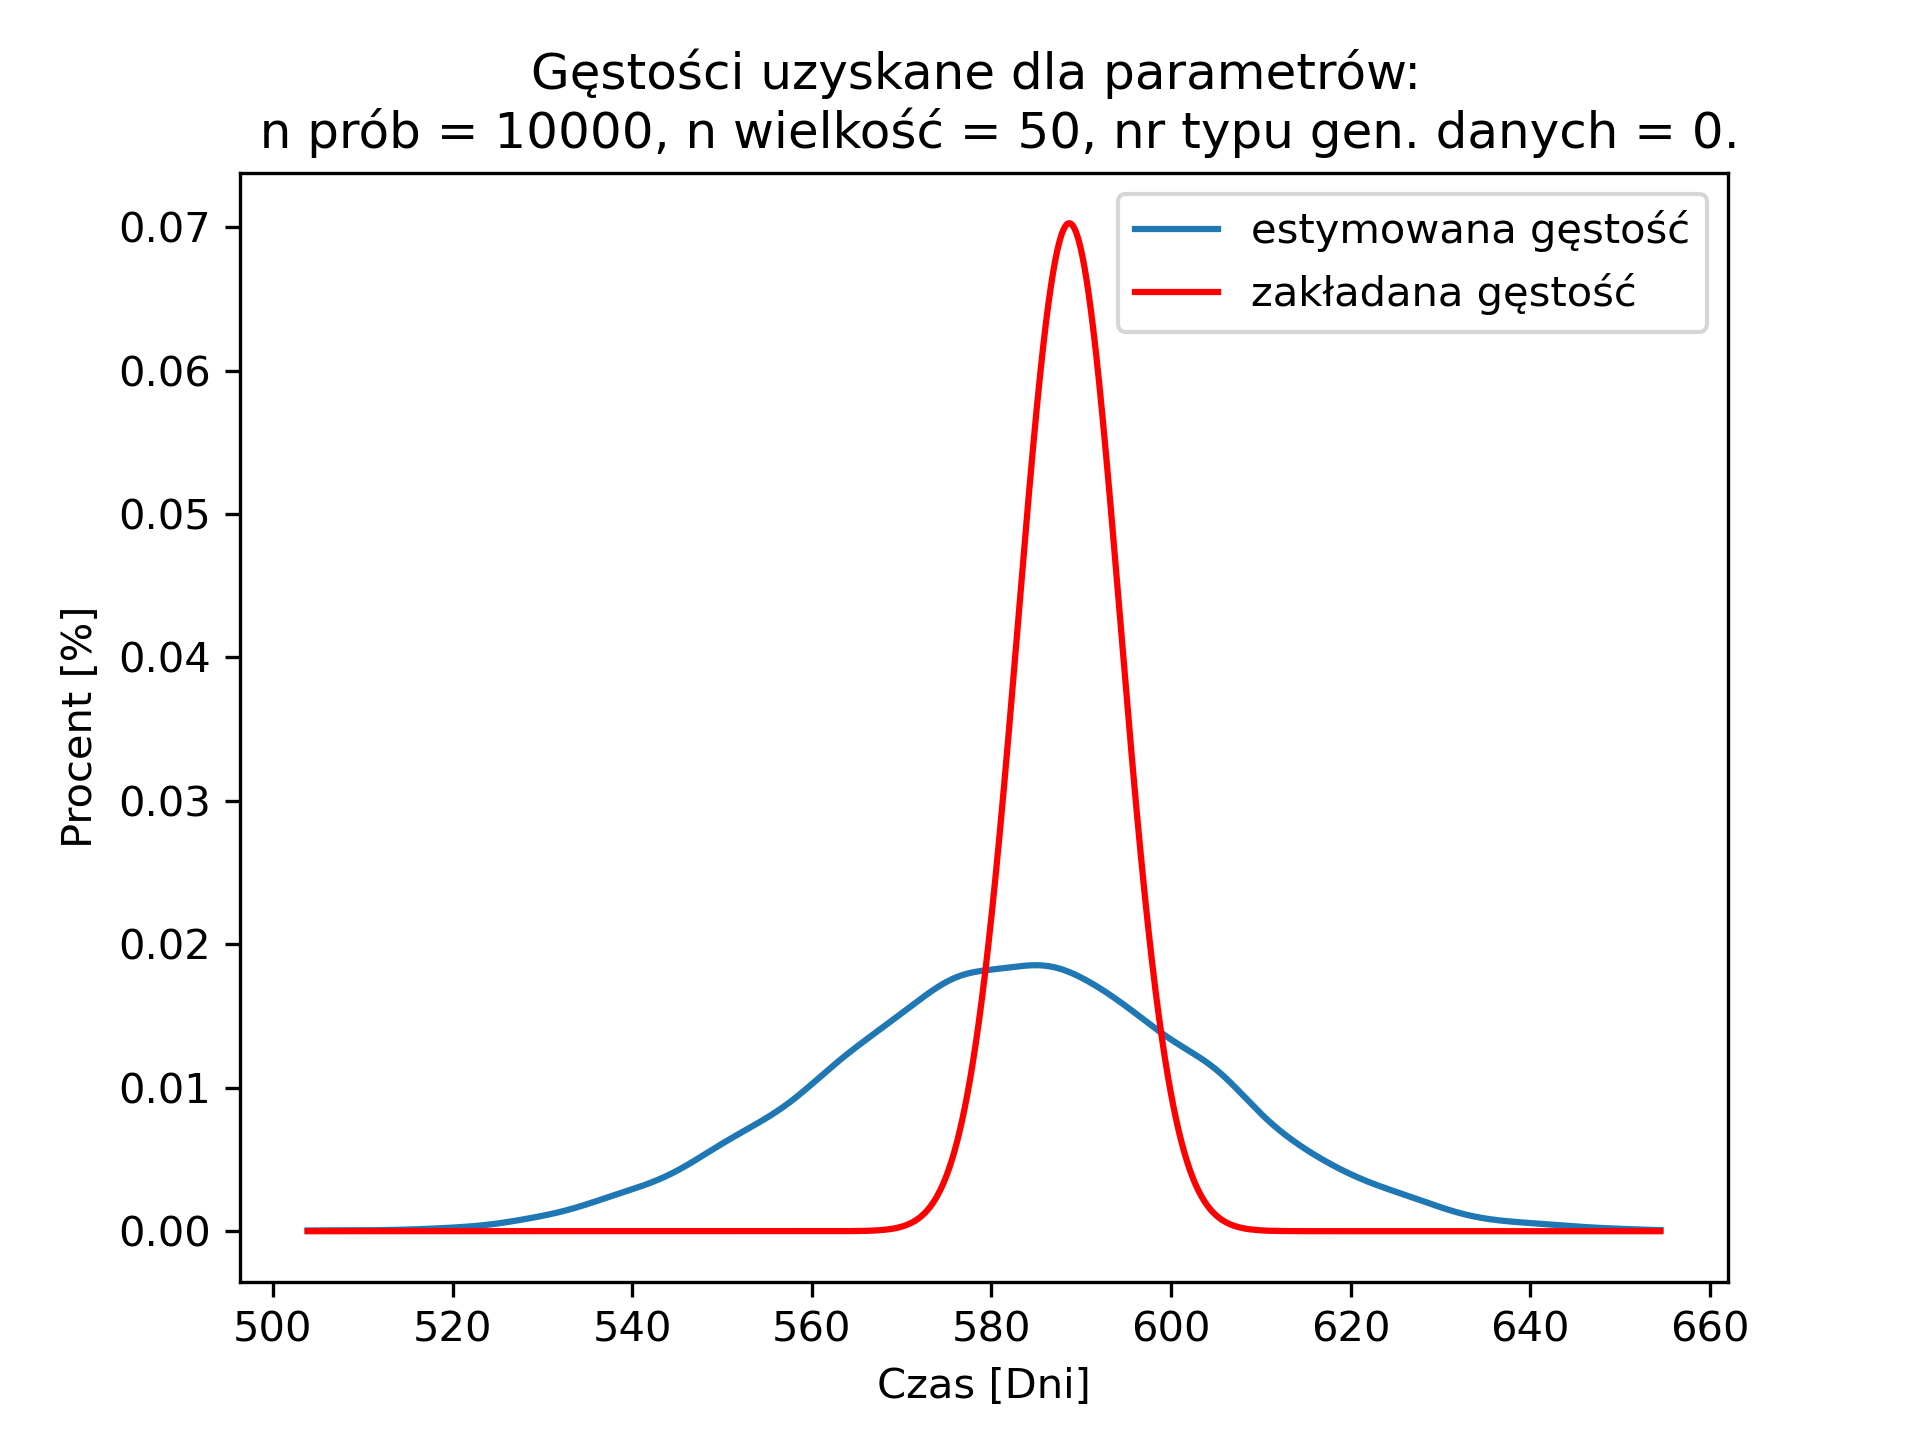 Gęstości uzyskane dla parametrów:
n prób = 10000, n wielkość = 50, nr typu gen. danych = 0.
estymowana gęstość
zakładana gęstość
0.07
0.06
0.05
0.04
0.03
0.02
0.01
0.00
Procent [%]
500 520 540 560 580 600 620 640 660
Czas [Dni]